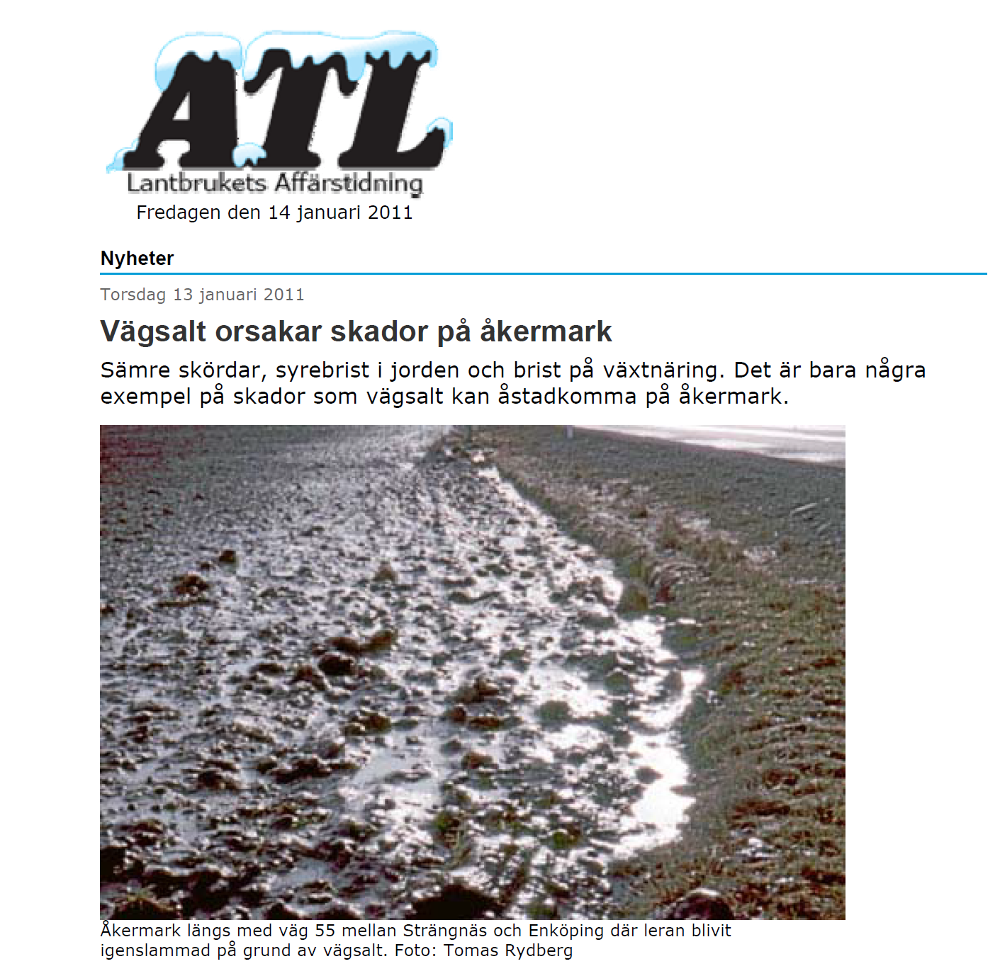 ATL
Lantbrukets Affärstidning
Fredagen den 14 januari 2011
Nyheter
Torsdag 13 januari 2011
Vägsalt orsakar skador på åkermark
Sämre skördar, syrebrist i jorden och brist på växtnäring. Det är bara några
exempel på skador som vägsalt kan åstadkomma på åkermark.
Åkermark längs med väg 55 mellan Strängnäs och Enköping där leran blivit
igenslammad på grund av vägsalt. Foto: Tomas Rydberg